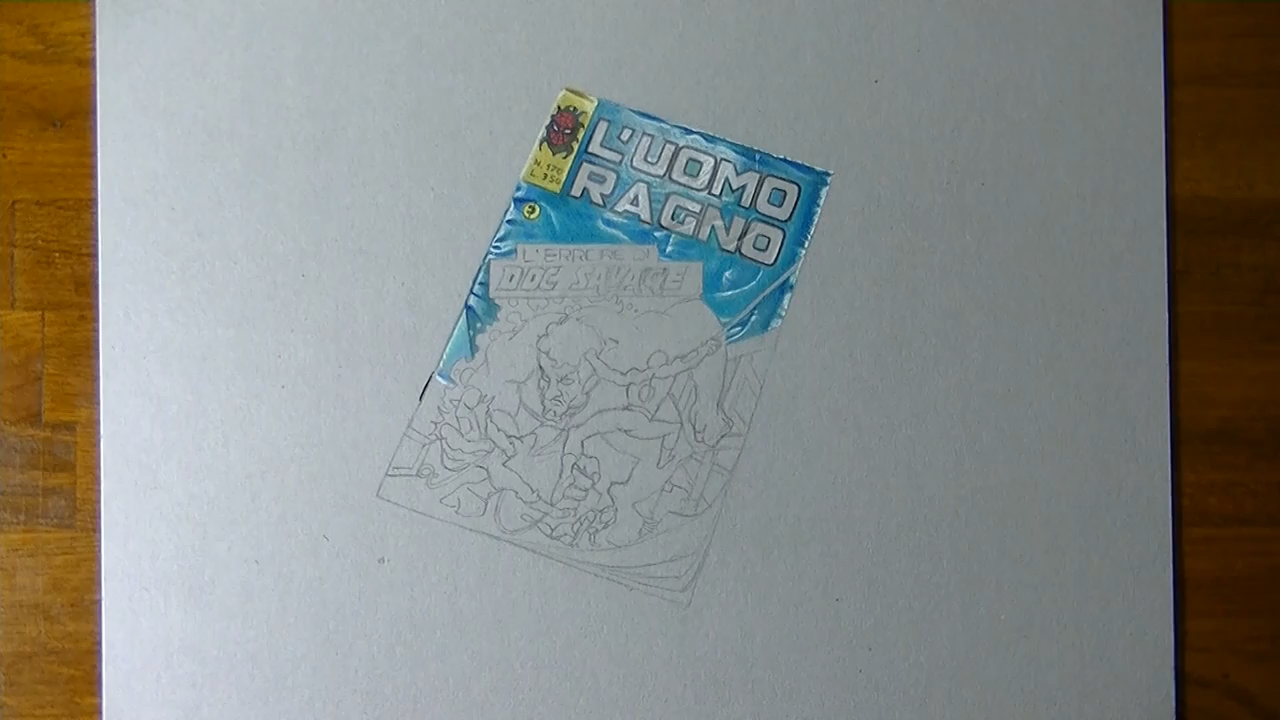 N. 170
L. 350
L'UOMO
RAGNO
L'ERRORE DI
DOC SAVAGE